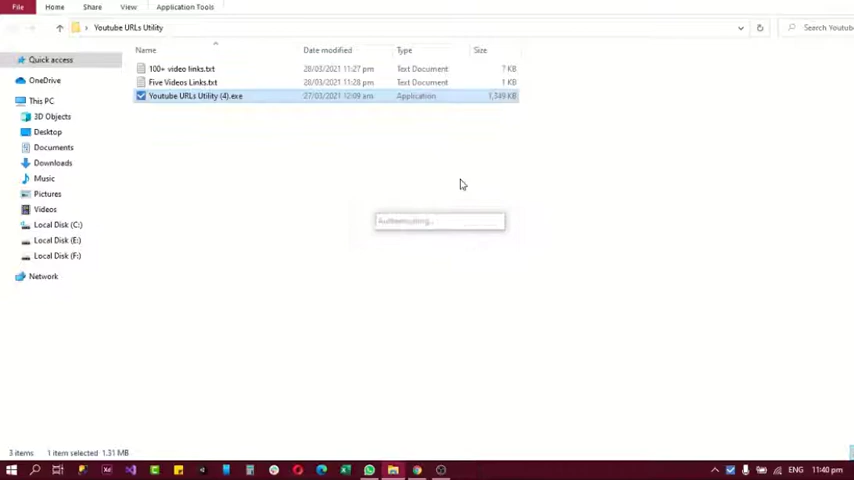 File Home Share View Application Tools
Youtube URLs Utility Search Youtub
Name Date modified Type Size
Quick access
100+ video links.txt 28/03/2021 11:27 pm Text Document 7 KB
Five Videos Links.txt 28/03/2021 11:28 pm Text Document 1 KB
OneDrive
Youtube URLs Utility (4).exe 27/03/2021 12:09 am Application 1,349 KB
This PC
3D Objects
Desktop
Documents
Downloads
Music
Pictures
Videos
Authenticating...
Local Disk (C:)
Local Disk (E:)
Local Disk (F:)
Network
3 items 1 item selected 1.31 MB
ENG 11:40 pm